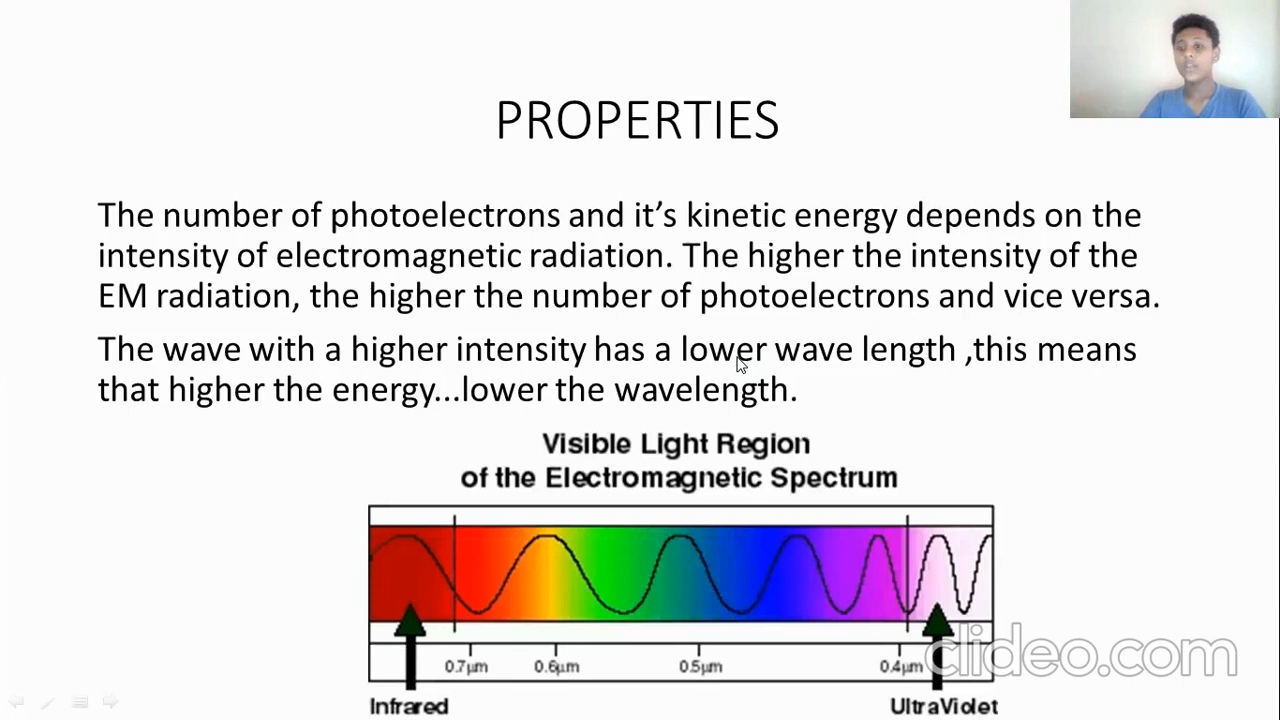 PROPERTIES
The number of photoelectrons and it’s kinetic energy depends on the
intensity of electromagnetic radiation. The higher the intensity of the
EM radiation, the higher the number of photoelectrons and vice versa.
The wave with a higher intensity has a lower wave length ,this means
that higher the energy...lower the wavelength.
Visible Light Region
of the Electromagnetic Spectrum
0.7µm 0.6µm 0.5µm 0.4µm
clideo.com
Infrared UltraViolet